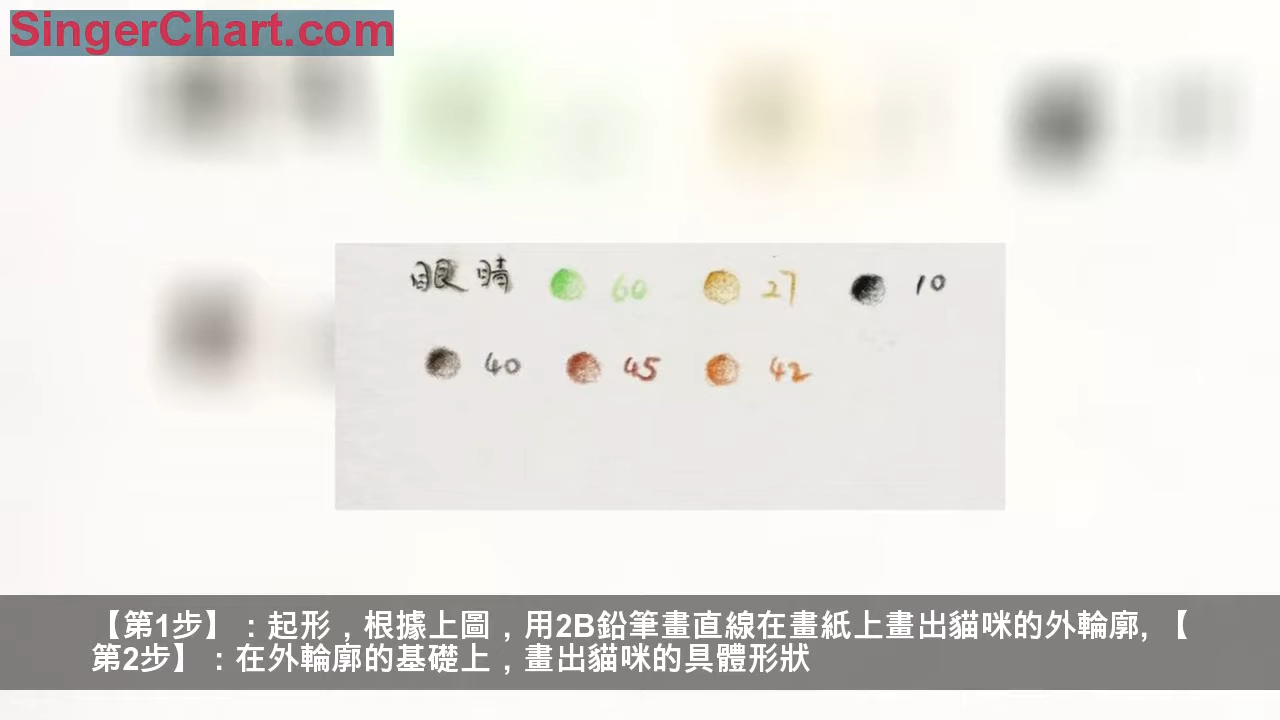 SingerChart.com
眼睛 60 27 10
40 45 42
【第1步】：起形，根據上圖，用2B鉛筆畫直線在畫紙上畫出貓咪的外輪廓, 【
第2步】：在外輪廓的基礎上，畫出貓咪的具體形狀